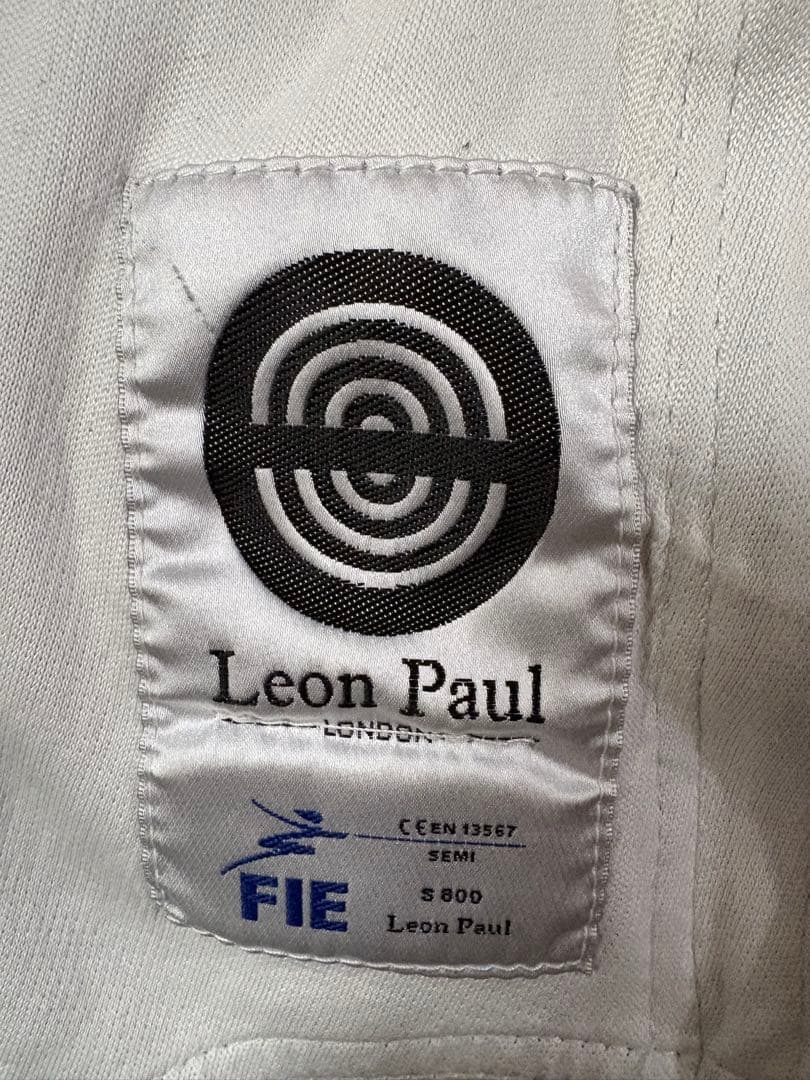 Leon Paul
LONDON
CE EN 13567
SEMI
FIE
S 800
Leon Paul